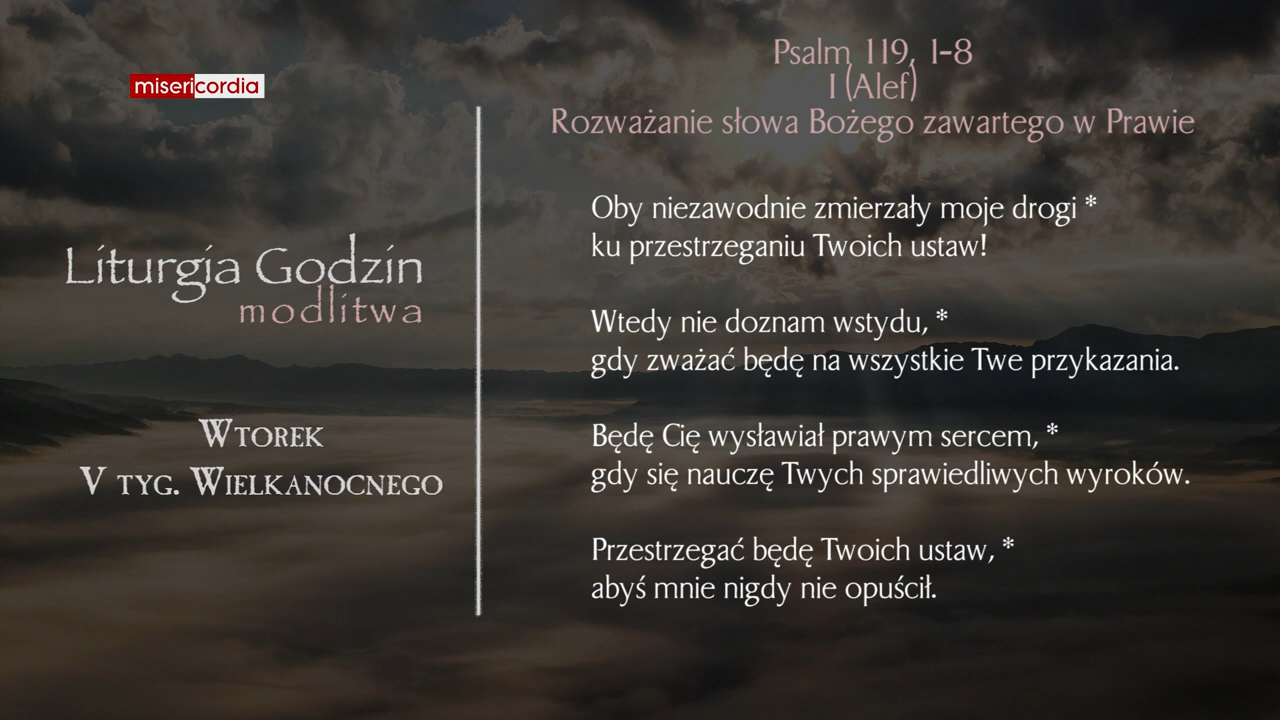 misericordia
Liturgia Godzin
modlitwa
Wtorek
V tyg. Wielkanocnego
Psalm 119, 1-8
I (Alef)
Rozważanie słowa Bożego zawartego w Prawie
Oby niezawodnie zmierzały moje drogi *
ku przestrzeganiu Twoich ustaw!
Wtedy nie doznam wstydu, *
gdy zważać będę na wszystkie Twe przykazania.
Będę Cię wysławiał prawym sercem, *
gdy się nauczę Twych sprawiedliwych wyroków.
Przestrzegać będę Twoich ustaw, *
abyś mnie nigdy nie opuścił.